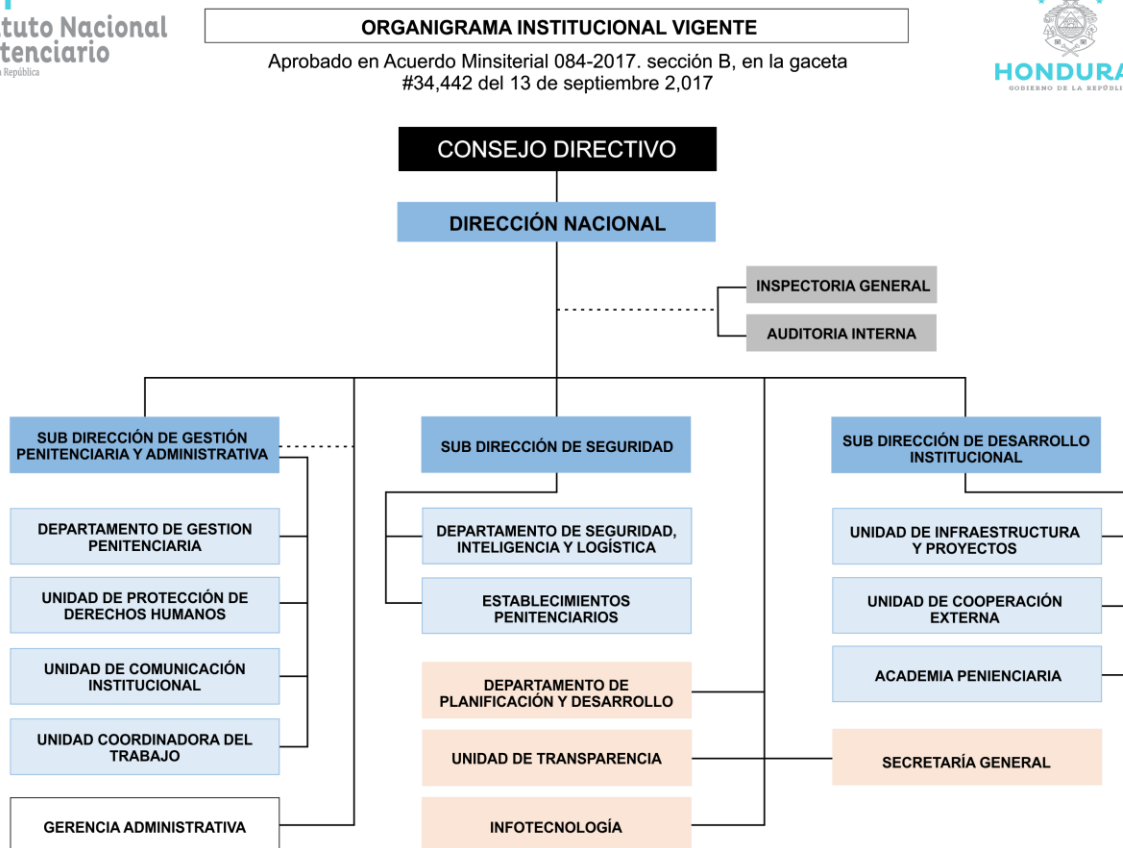 tuto Nacional
tenciario
República
ORGANIGRAMA INSTITUCIONAL VIGENTE
Aprobado en Acuerdo Minsiterial 084-2017. sección B, en la gaceta
#34,442 del 13 de septiembre 2,017
HONDURA
GOBIERNO DE LA REPÚBLI
CONSEJO DIRECTIVO
DIRECCIÓN NACIONAL
INSPECTORIA GENERAL
AUDITORIA INTERNA
SUB DIRECCIÓN DE GESTIÓN
PENITENCIARIA Y ADMINISTRATIVA
DEPARTAMENTO DE GESTION
PENITENCIARIA
UNIDAD DE PROTECCIÓN DE
DERECHOS HUMANOS
UNIDAD DE COMUNICACIÓN
INSTITUCIONAL
UNIDAD COORDINADORA DEL
TRABAJO
GERENCIA ADMINISTRATIVA
SUB DIRECCIÓN DE SEGURIDAD
DEPARTAMENTO DE SEGURIDAD,
INTELIGENCIA Y LOGÍSTICA
ESTABLECIMIENTOS
PENITENCIARIOS
DEPARTAMENTO DE
PLANIFICACIÓN Y DESARROLLO
UNIDAD DE TRANSPARENCIA
INFOTECNOLOGÍA
SUB DIRECCIÓN DE DESARROLLO
INSTITUCIONAL
UNIDAD DE INFRAESTRUCTURA
Y PROYECTOS
UNIDAD DE COOPERACIÓN
EXTERNA
ACADEMIA PENIENCIARIA
SECRETARÍA GENERAL